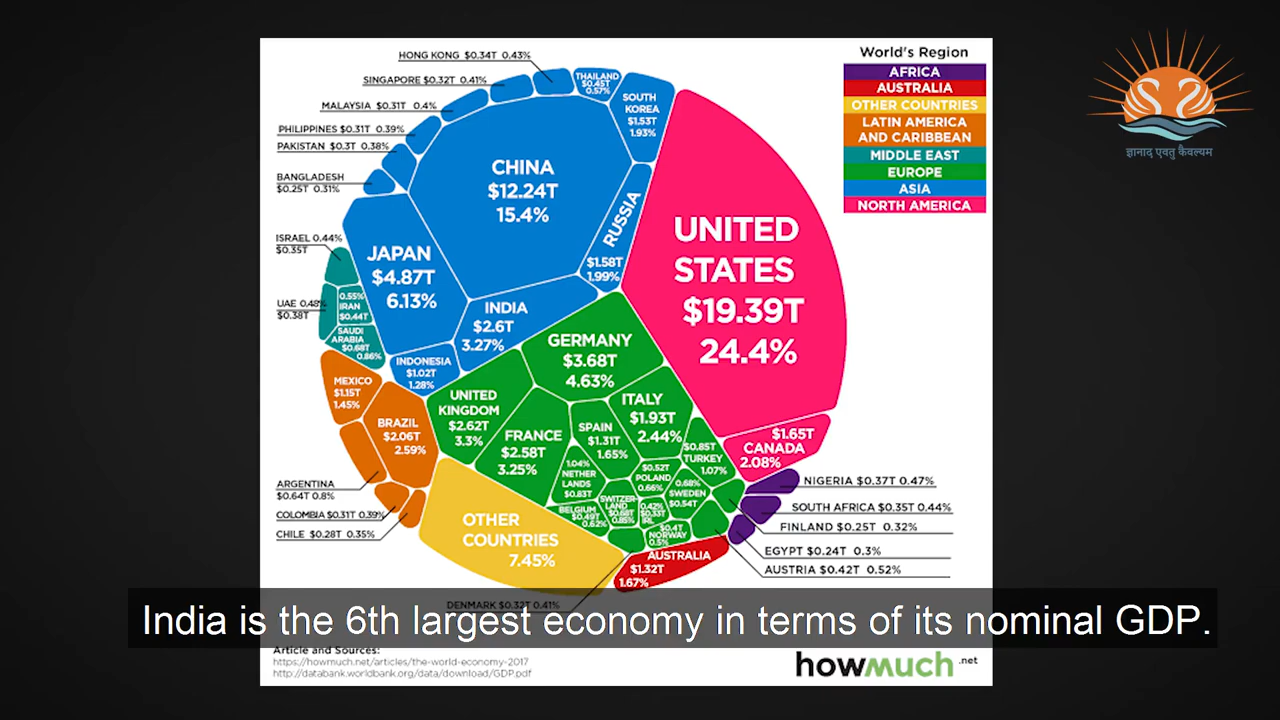 HONG KONG $0.34T 0.43%
SINGAPORE $0.32T 0.41%
MALAYSIA $0.31T 0.4%
PHILIPPINES $0.31T 0.39%
PAKISTAN $0.3T 0.38%
BANGLADESH
$0.25T 0.31%
THAILAND
$0.45T
0.57%
SOUTH
KOREA
$1.53T
1.93%
CHINA
$12.24T
15.4%
RUSSIA
$1.58T
1.99%
JAPAN
$4.87T
6.13%
INDIA
$2.6T
3.27%
INDONESIA
$1.02T
1.28%
UNITED
STATES
$19.39T
24.4%
$1.65T
CANADA
2.08%
World's Region
AFRICA
AUSTRALIA
OTHER COUNTRIES
LATIN AMERICA
AND CARIBBEAN
MIDDLE EAST
EUROPE
ASIA
NORTH AMERICA
ज्ञानाद् एवतु कैवल्यम
ISRAEL 0.44%
$0.35T
UAE 0.48%
$0.38T
0.55%
IRAN
$0.44T
SAUDI
ARABIA
$0.68T
0.86%
MEXICO
$1.15T
1.45%
BRAZIL
$2.06T
2.59%
ARGENTINA
$0.64T 0.8%
COLOMBIA $0.31T 0.39%
CHILE $0.28T 0.35%
GERMANY
$3.68T
4.63%
UNITED
KINGDOM
$2.62T
3.3%
FRANCE
$2.58T
3.25%
ITALY
$1.93T
2.44%
SPAIN
$1.31T
1.65%
$0.85T
TURKEY
1.07%
1.04%
NETHER
LANDS
$0.83T
$0.52T
POLAND
0.66%
0.68%
SWEDEN
$0.54T
BELGIUM
$0.49T
0.62%
SWITZER
LAND
$0.68T
0.85%
0.42%
$0.33T
IRL
$0.4T
NORWAY
0.5%
OTHER
COUNTRIES
7.45%
AUSTRALIA
$1.32T
1.67%
NIGERIA $0.37T 0.47%
SOUTH AFRICA $0.35T 0.44%
FINLAND $0.25T 0.32%
EGYPT $0.24T 0.3%
AUSTRIA $0.42T 0.52%
DENMARK $0.32T 0.41%
India is the 6th largest economy in terms of its nominal GDP.
Article and Sources:
https://howmuch.net/articles/the-world-economy-2017
http://databank.worldbank.org/data/download/GDP.pdf
howmuch.net